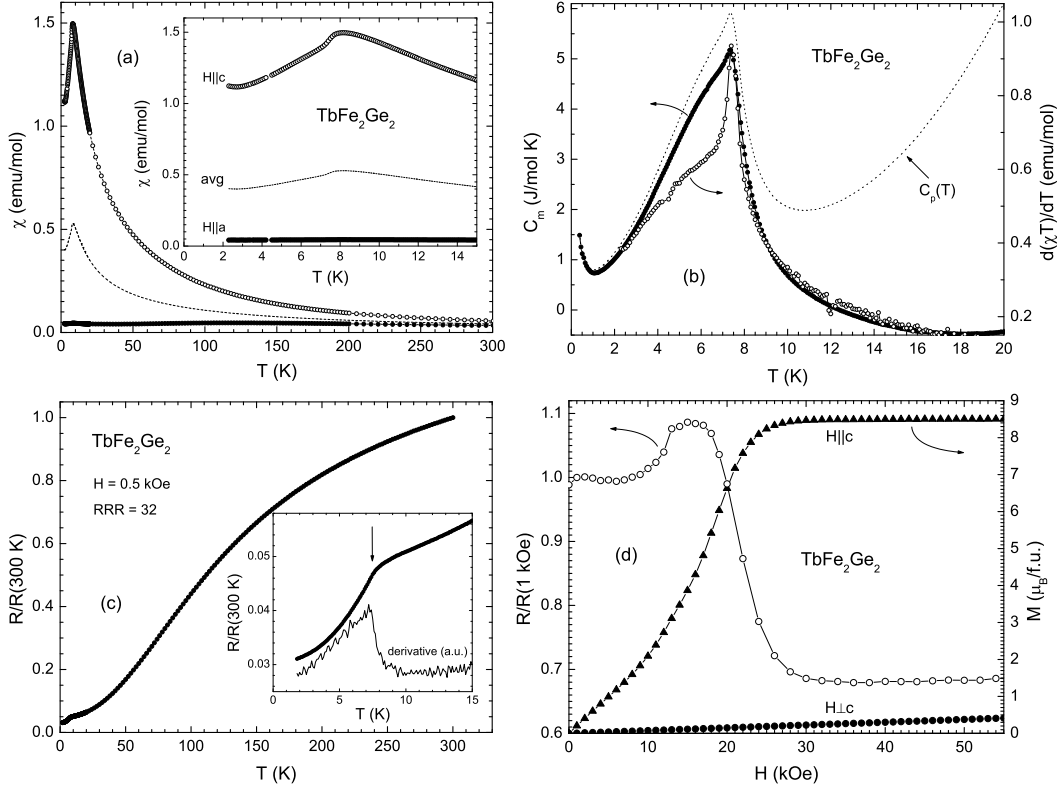 (a)
χ (emu/mol)
1.5
1.0
0.5
0.0
0 50 100 150 200 250 300
T (K)
χ (emu/mol)
1.5
1.0
0.5
0.0
H||c
TbFe2Ge2
avg
H||a
0 2 4 6 8 10 12 14
T (K)
(b)
C_m (J/mol K)
6
5
4
3
2
1
0
TbFe2Ge2
C_p(T)
1.0
0.8
0.6
0.4
0.2
d(χT)/dT (emu/mol)
0 2 4 6 8 10 12 14 16 18 20
T (K)
R/R(300 K)
1.0
0.8
0.6
0.4
0.2
0.0
TbFe2Ge2
H = 0.5 kOe
RRR = 32
(c)
R/R(300 K)
0.05
0.04
0.03
derivative (a.u.)
0 5 10 15
T (K)
0 50 100 150 200 250 300
T (K)
R/R(1 kOe)
1.1
1.0
0.9
0.8
0.7
0.6
H||c
(d)
TbFe2Ge2
H⊥c
9
8
7
6
5
4
3
2
1
0
M (μB/f.u.)
0 10 20 30 40 50
H (kOe)